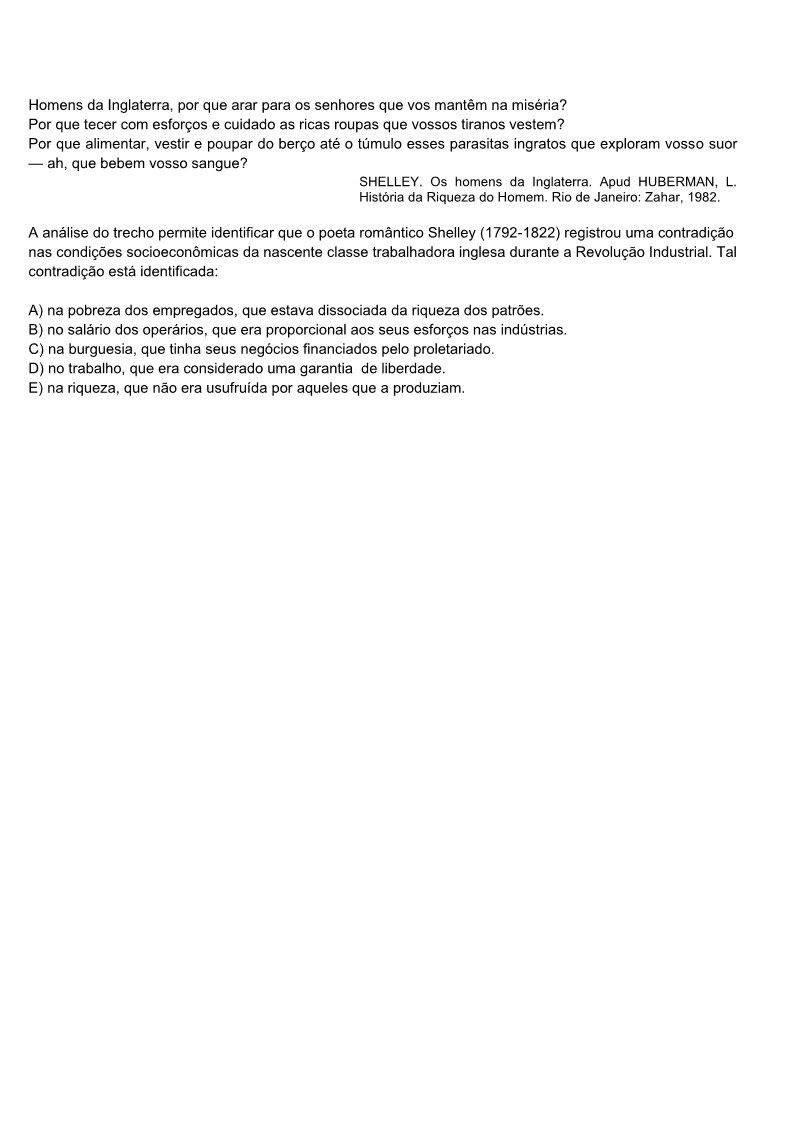 Homens da Inglaterra, por que arar para os senhores que vos mantêm na miséria?
Por que tecer com esforços e cuidado as ricas roupas que vossos tiranos vestem?
Por que alimentar, vestir e poupar do berço até o túmulo esses parasitas ingratos que exploram vosso suor
— ah, que bebem vosso sangue?
SHELLEY. Os homens da Inglaterra. Apud HUBERMAN, L.
História da Riqueza do Homem. Rio de Janeiro: Zahar, 1982.
A análise do trecho permite identificar que o poeta romântico Shelley (1792-1822) registrou uma contradição
nas condições socioeconômicas da nascente classe trabalhadora inglesa durante a Revolução Industrial. Tal
contradição está identificada:
A) na pobreza dos empregados, que estava dissociada da riqueza dos patrões.
B) no salário dos operários, que era proporcional aos seus esforços nas indústrias.
C) na burguesia, que tinha seus negócios financiados pelo proletariado.
D) no trabalho, que era considerado uma garantia  de liberdade.
E) na riqueza, que não era usufruída por aqueles que a produziam.